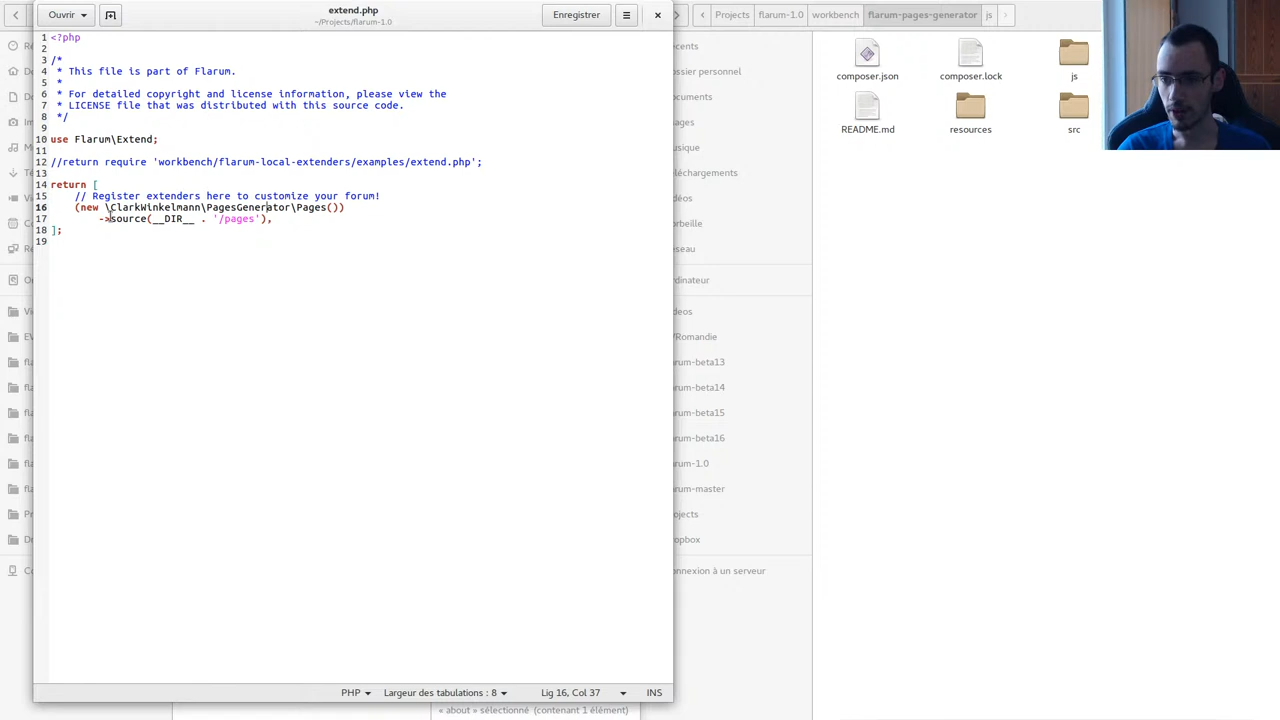 Ouvrir
extend.php
~/Projects/flarum-1.0
Enregistrer
Projects
flarum-1.0
workbench
flarum-pages-generator
js
1 <?php
2
3 /*
4  * This file is part of Flarum.
5  *
6  * For detailed copyright and license information, please view the
7  * LICENSE file that was distributed with this source code.
8  */
9
10 use Flarum\Extend;
11
12 //return require 'workbench/flarum-local-extenders/examples/extend.php';
13
14 return [
15     // Register extenders here to customize your forum!
16     (new \ClarkWinkelmann\PagesGenerator\Pages())
17         ->source(__DIR__ . '/pages'),
18 ];
19
PHP
Largeur des tabulations : 8
Lig 16, Col 37
INS
ecents
ossier personnel
ocuments
ages
usique
éléchargements
orbeille
seau
rdinateur
deos
/Romandie
arum-beta13
arum-beta14
arum-beta15
arum-beta16
arum-1.0
arum-master
ojects
opbox
onnexion à un serveur
composer.json
composer.lock
js
README.md
resources
src
« about » sélectionné (contenant 1 élément)